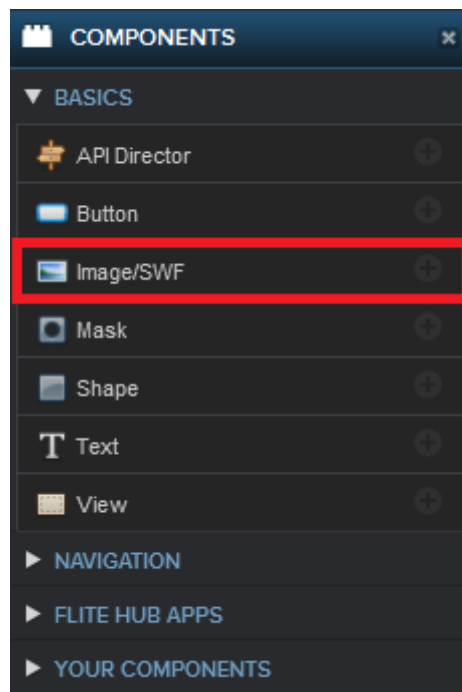 COMPONENTS
BASICS
API Director
Button
Image/SWF
Mask
Shape
Text
View
NAVIGATION
FLITE HUB APPS
YOUR COMPONENTS